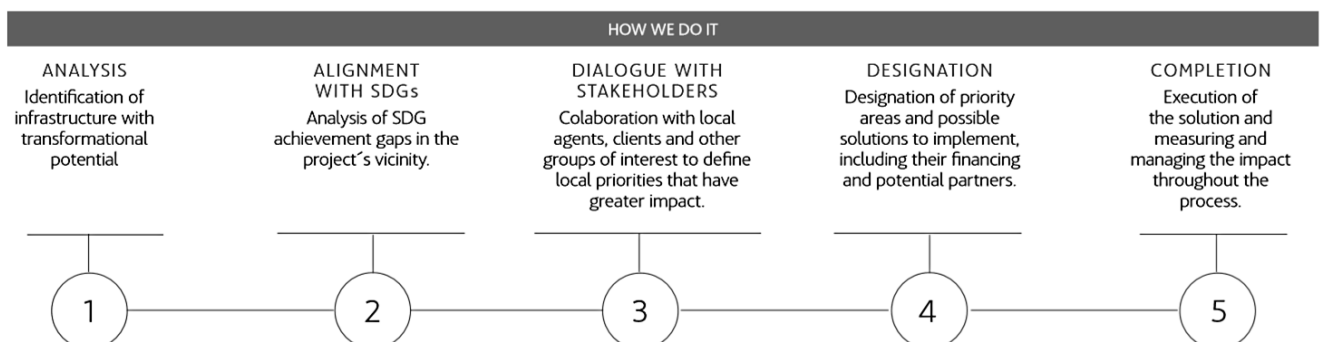 HOW WE DO IT
ANALYSIS
Identification of
infrastructure with
transformational
potential
ALIGNMENT
WITH SDGs
Analysis of SDG
achievement gaps in the
project´s vicinity.
DIALOGUE WITH
STAKEHOLDERS
Colaboration with local
agents, clients and other
groups of interest to define
local priorities that have
greater impact.
DESIGNATION
Designation of priority
areas and possible
solutions to implement,
including their financing
and potential partners.
COMPLETION
Execution of
the solution and
measuring and
managing the impact
throughout the
process.
1
2
3
4
5